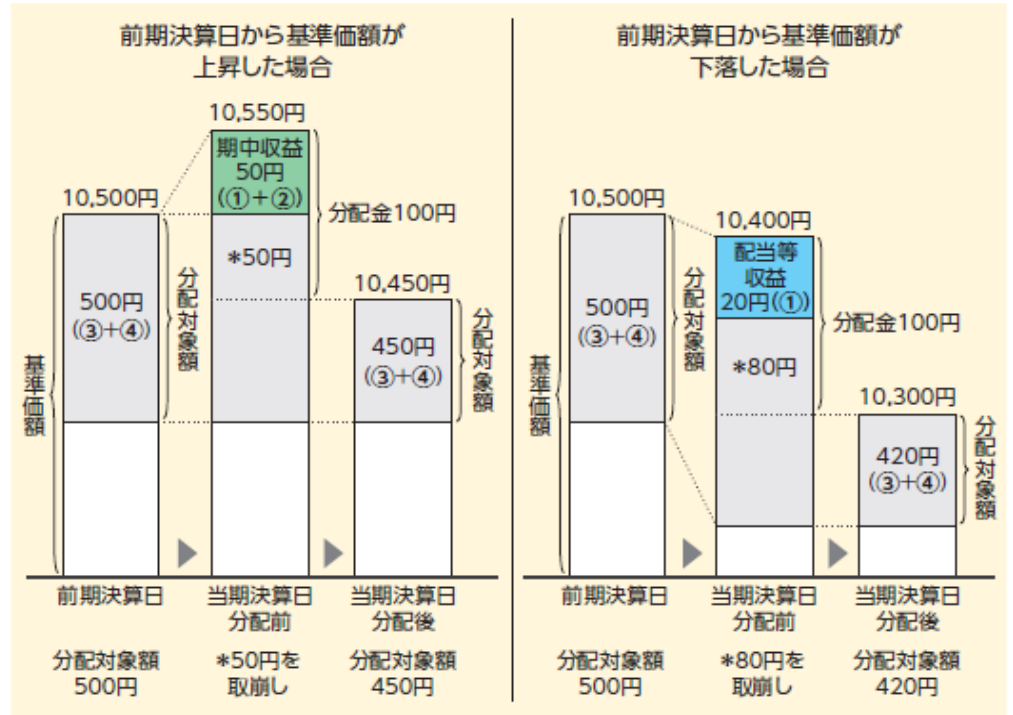 前期決算日から基準価額が
上昇した場合
10,550円
期中収益
50円
(①+②)
10,500円
分配金100円
*50円
10,450円
500円
(③+④)
分配対象額
450円
(③+④)
分配対象額
基準価額
前期決算日
当期決算日
分配前
当期決算日
分配後
分配対象額
500円
*50円を
取崩し
分配対象額
450円
前期決算日から基準価額が
下落した場合
10,500円
10,400円
配当等
収益
20円(①)
分配金100円
500円
(③+④)
分配対象額
*80円
10,300円
420円
(③+④)
分配対象額
基準価額
前期決算日
当期決算日
分配前
当期決算日
分配後
分配対象額
500円
*80円を
取崩し
分配対象額
420円